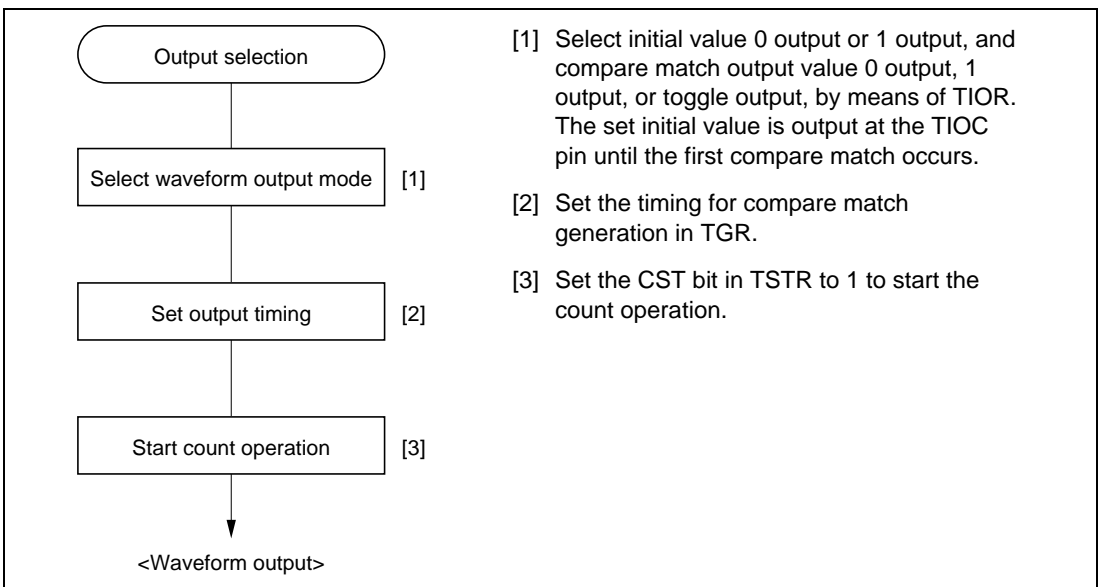 Output selection
Select waveform output mode [1]
Set output timing [2]
Start count operation [3]
<Waveform output>
[1] Select initial value 0 output or 1 output, and
compare match output value 0 output, 1
output, or toggle output, by means of TIOR.
The set initial value is output at the TIOC
pin until the first compare match occurs.
[2] Set the timing for compare match
generation in TGR.
[3] Set the CST bit in TSTR to 1 to start the
count operation.